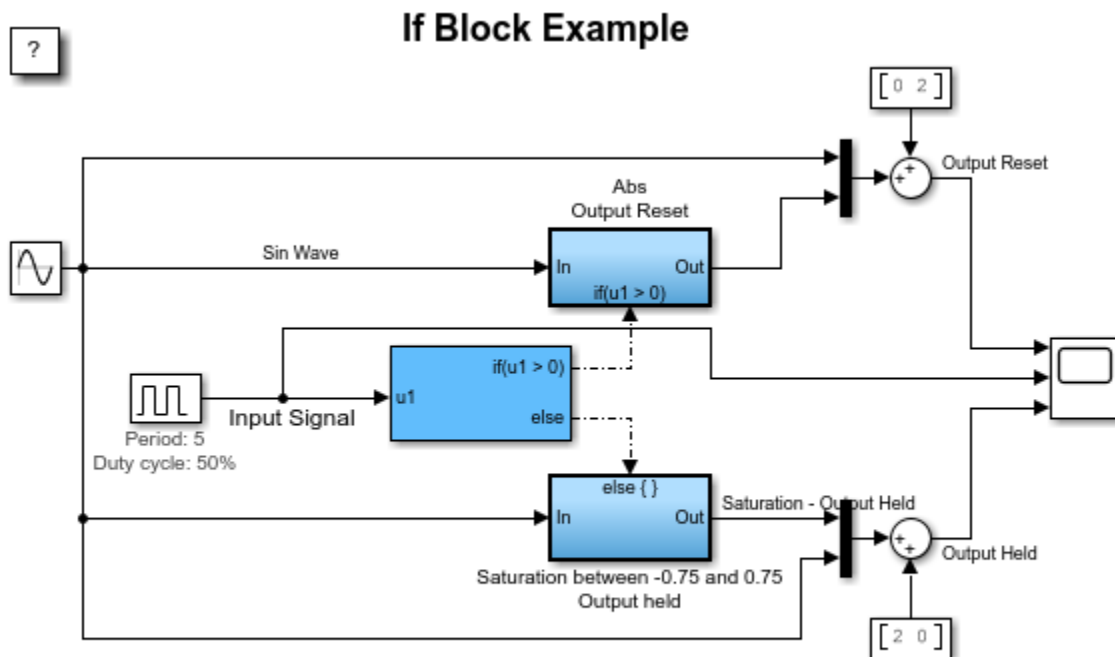 If Block Example
?
[0 2]
Output Reset
Abs
Output Reset
Sin Wave
In
Out
if(u1 > 0)
if(u1 > 0)
u1
else
Input Signal
Period: 5
Duty cycle: 50%
else { }
In
Out
Saturation - Output Held
Output Held
Saturation between -0.75 and 0.75
Output held
[2 0]